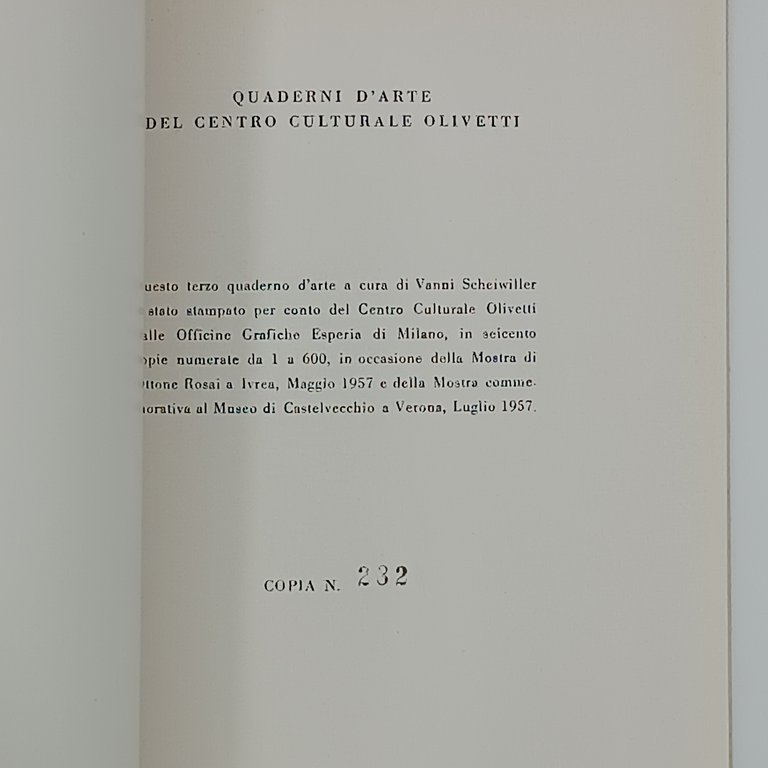 QUADERNI D'ARTE
DEL CENTRO CULTURALE OLIVETTI
uesto terzo quaderno d'arte a cura di Vanni Scheiwiller
stato stampato per conto del Centro Culturale Olivetti
alle Officine Grafiche Esperia di Milano, in seicento
opie numerate da 1 a 600, in occasione della Mostra di
ttone Rosai a Ivrea, Maggio 1957 e della Mostra comme-
morativa al Museo di Castelvecchio a Verona, Luglio 1957.
COPIA N. 232